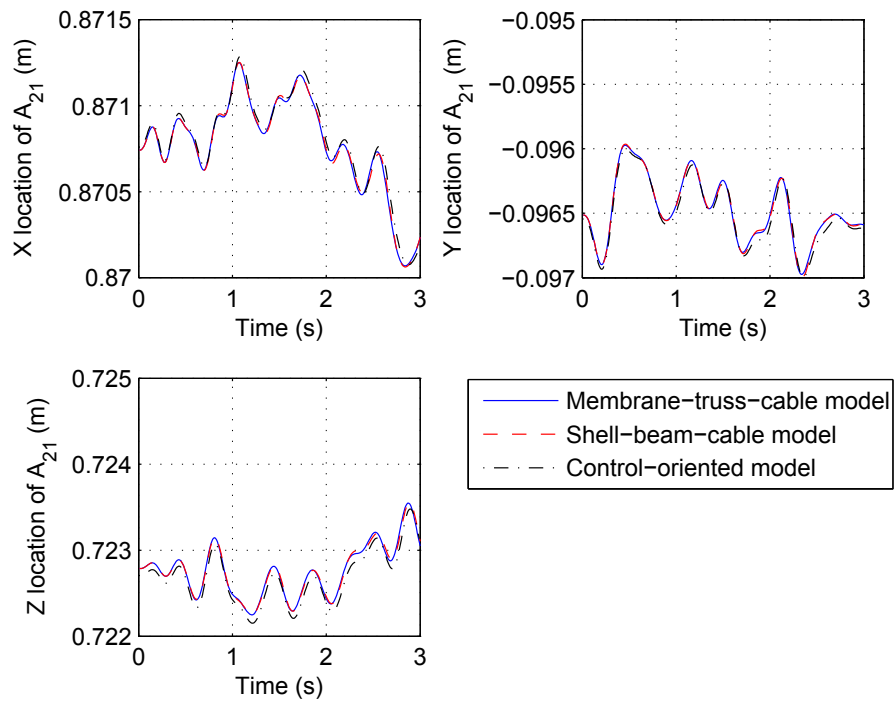 0.8715
0.871
0.8705
0.87
X location of A21 (m)
0 1 2 3
Time (s)
−0.095
−0.0955
−0.096
−0.0965
−0.097
Y location of A21 (m)
0 1 2 3
Time (s)
0.725
0.724
0.723
0.722
Z location of A21 (m)
0 1 2 3
Time (s)
Membrane−truss−cable model
Shell−beam−cable model
Control−oriented model